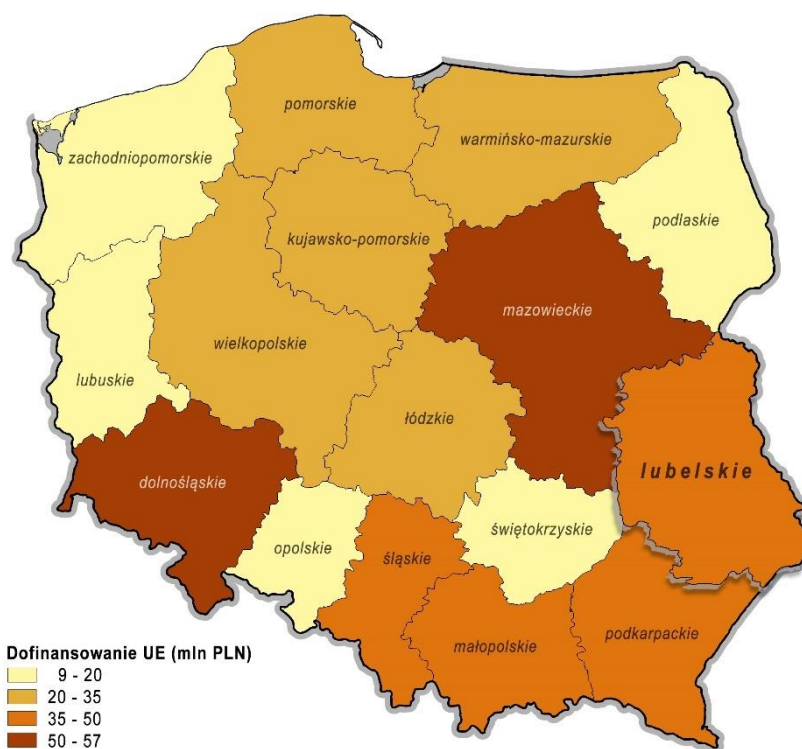 pomorskie
warmińsko-mazurskie
zachodniopomorskie
podlaskie
kujawsko-pomorskie
mazowieckie
wielkopolskie
lubuskie
łódzkie
lubelskie
dolnośląskie
świętokrzyskie
opolskie
śląskie
podkarpackie
małopolskie
Dofinansowanie UE (mln PLN)
9 - 20
20 - 35
35 - 50
50 - 57